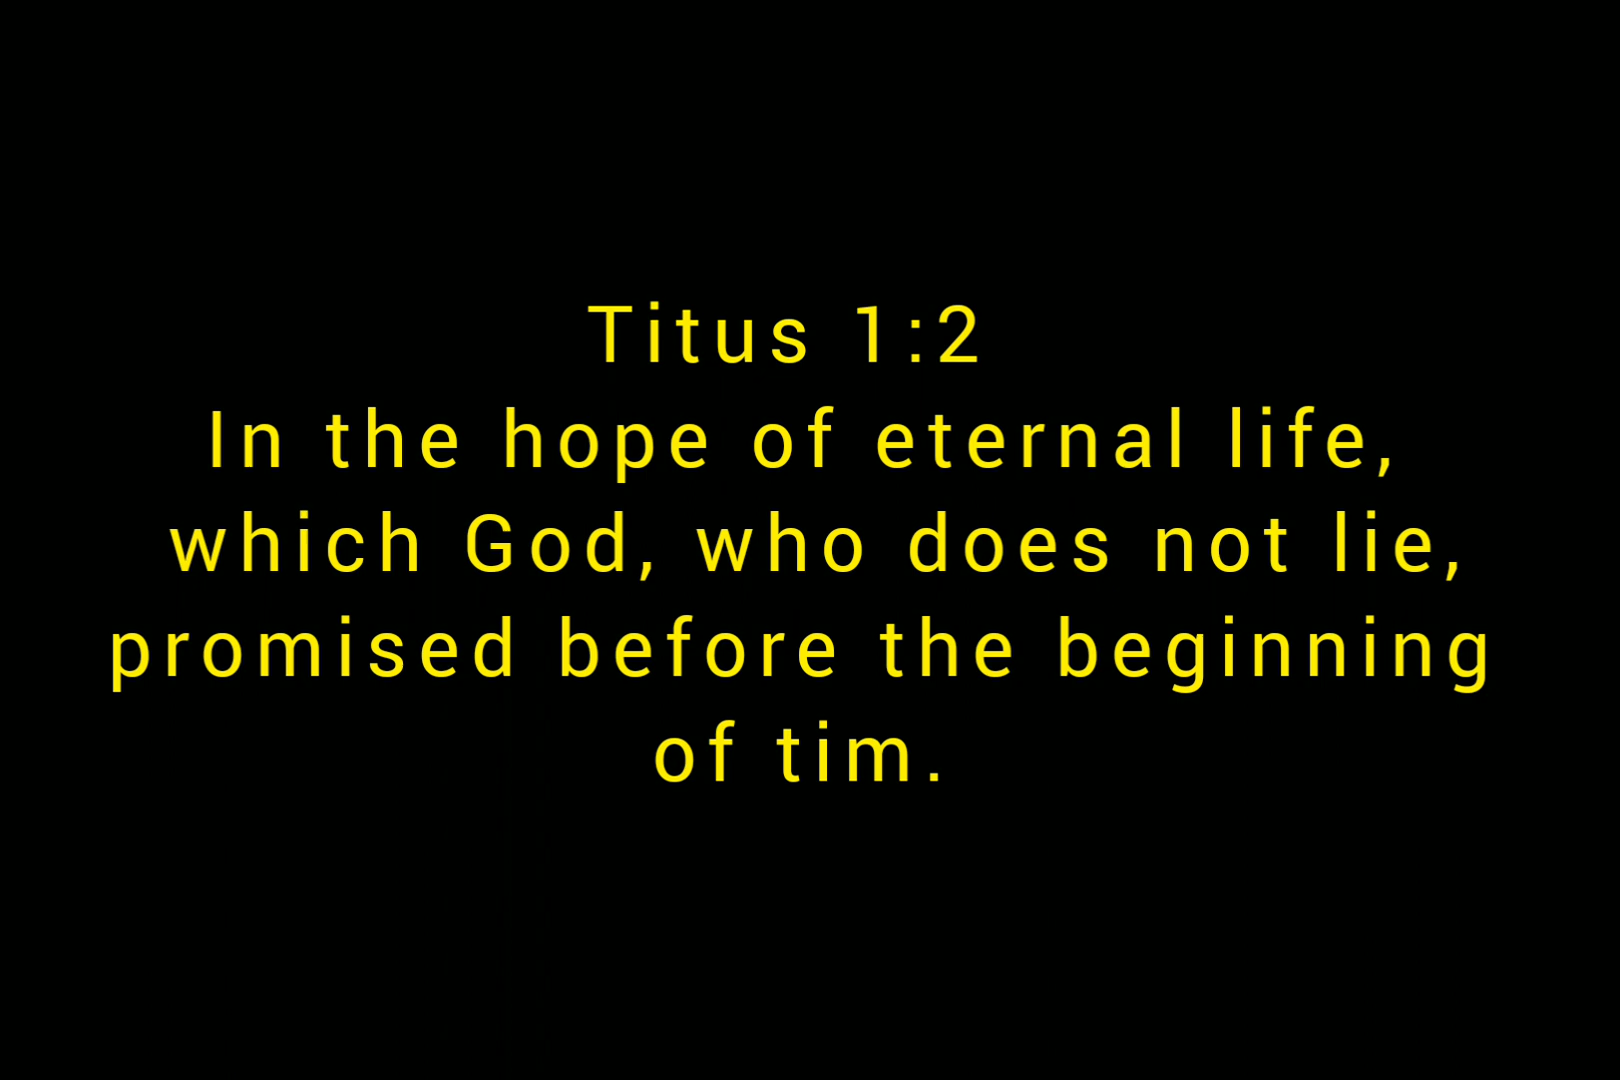 Titus 1:2
In the hope of eternal life,
which God, who does not lie,
promised before the beginning
of tim.